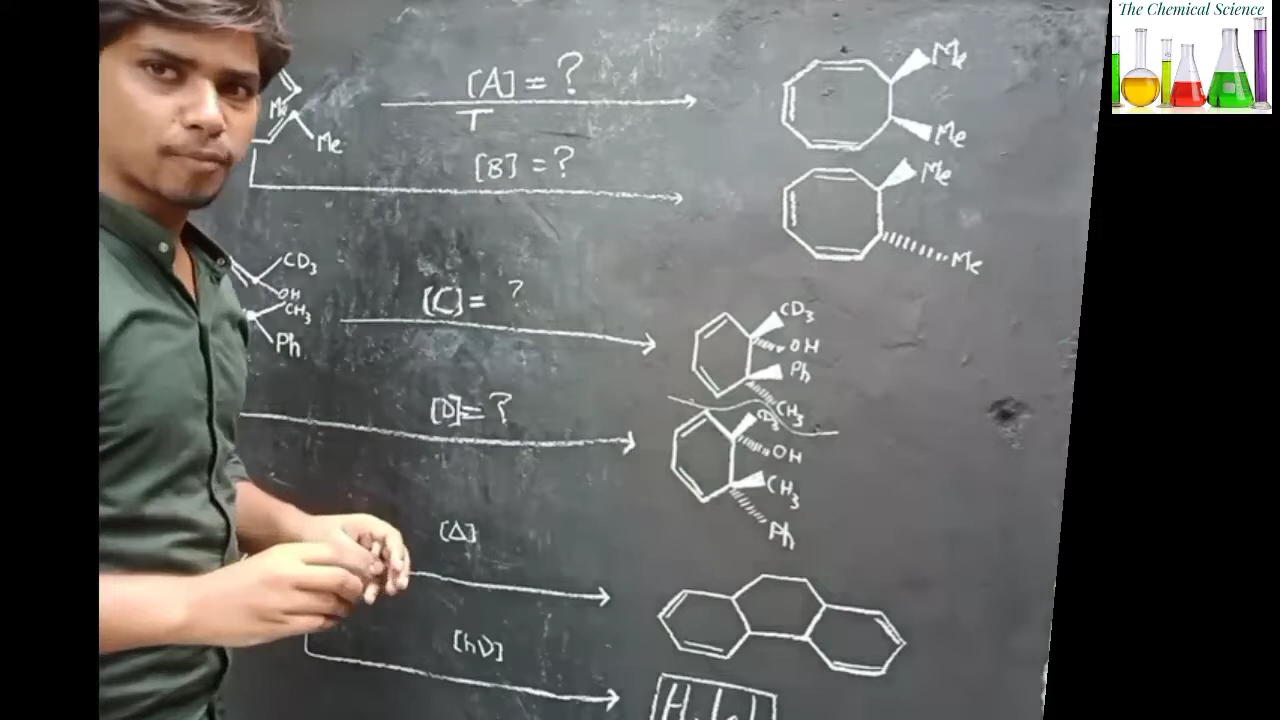 The Chemical Science
[A] = ?
T
Me
Me
Me
Me
[B] = ?
Me
Me
CD3
OH
CH3
Ph
[C] = ?
CD3
OH
Ph
CH3
[D] = ?
CD3
OH
CH3
Ph
[Δ]
[hν]
H.W